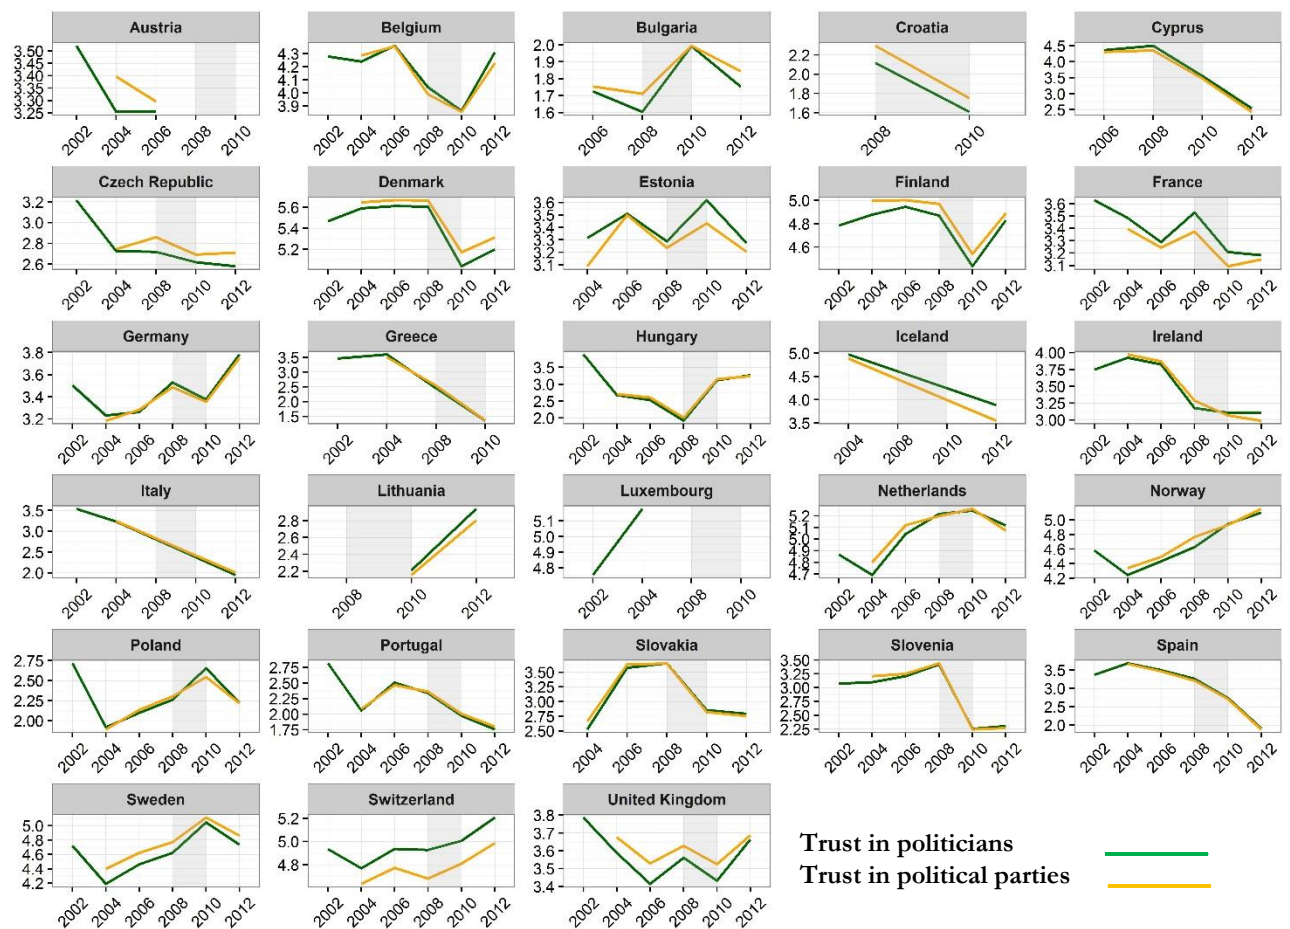 Austria Belgium Bulgaria Croatia Cyprus
3.50 3.45 3.40 3.35 3.30 3.25
4.3 4.2 4.1 4.0 3.9
2.0 1.9 1.8 1.7 1.6
2.2 2.0 1.8 1.6
4.5 4.0 3.5 3.0 2.5
2002 2004 2006 2008 2010
2002 2004 2006 2008 2010 2012
2006 2008 2010 2012
2008 2010
2006 2008 2010 2012
Czech Republic Denmark Estonia Finland France
3.2 3.0 2.8 2.6
5.6 5.4 5.2
3.6 3.5 3.4 3.3 3.2 3.1
5.0 4.8 4.6
3.6 3.5 3.4 3.3 3.2 3.1
2002 2004 2008 2010 2012
2002 2004 2006 2008 2010 2012
2004 2006 2008 2010 2012
2002 2004 2006 2008 2010 2012
2002 2004 2006 2008 2010 2012
Germany Greece Hungary Iceland Ireland
3.8 3.6 3.4 3.2
3.5 3.0 2.5 2.0 1.5
3.5 3.0 2.5 2.0
5.0 4.5 4.0 3.5
4.00 3.75 3.50 3.25 3.00
2002 2004 2006 2008 2010 2012
2002 2004 2008 2010
2002 2004 2006 2008 2010 2012
2004 2008 2010 2012
2002 2004 2006 2008 2010 2012
Italy Lithuania Luxembourg Netherlands Norway
3.5 3.0 2.5 2.0
2.8 2.6 2.4 2.2
5.1 5.0 4.9 4.8
5.2 5.1 5.0 4.9 4.8 4.7
5.0 4.8 4.6 4.4 4.2
2002 2004 2008 2010 2012
2008 2010 2012
2002 2004 2008 2010
2002 2004 2006 2008 2010 2012
2002 2004 2006 2008 2010 2012
Poland Portugal Slovakia Slovenia Spain
2.75 2.50 2.25 2.00
2.75 2.50 2.25 2.00 1.75
3.50 3.25 3.00 2.75 2.50
3.50 3.25 3.00 2.75 2.50 2.25
3.5 3.0 2.5 2.0
2002 2004 2006 2008 2010 2012
2002 2004 2006 2008 2010 2012
2004 2006 2008 2010 2012
2002 2004 2006 2008 2010 2012
2002 2004 2006 2008 2010 2012
Sweden Switzerland United Kingdom
5.0 4.8 4.6 4.4 4.2
5.2 5.0 4.8
3.8 3.7 3.6 3.5 3.4
2002 2004 2006 2008 2010 2012
2002 2004 2006 2008 2010 2012
2002 2004 2006 2008 2010 2012
Trust in politicians
Trust in political parties